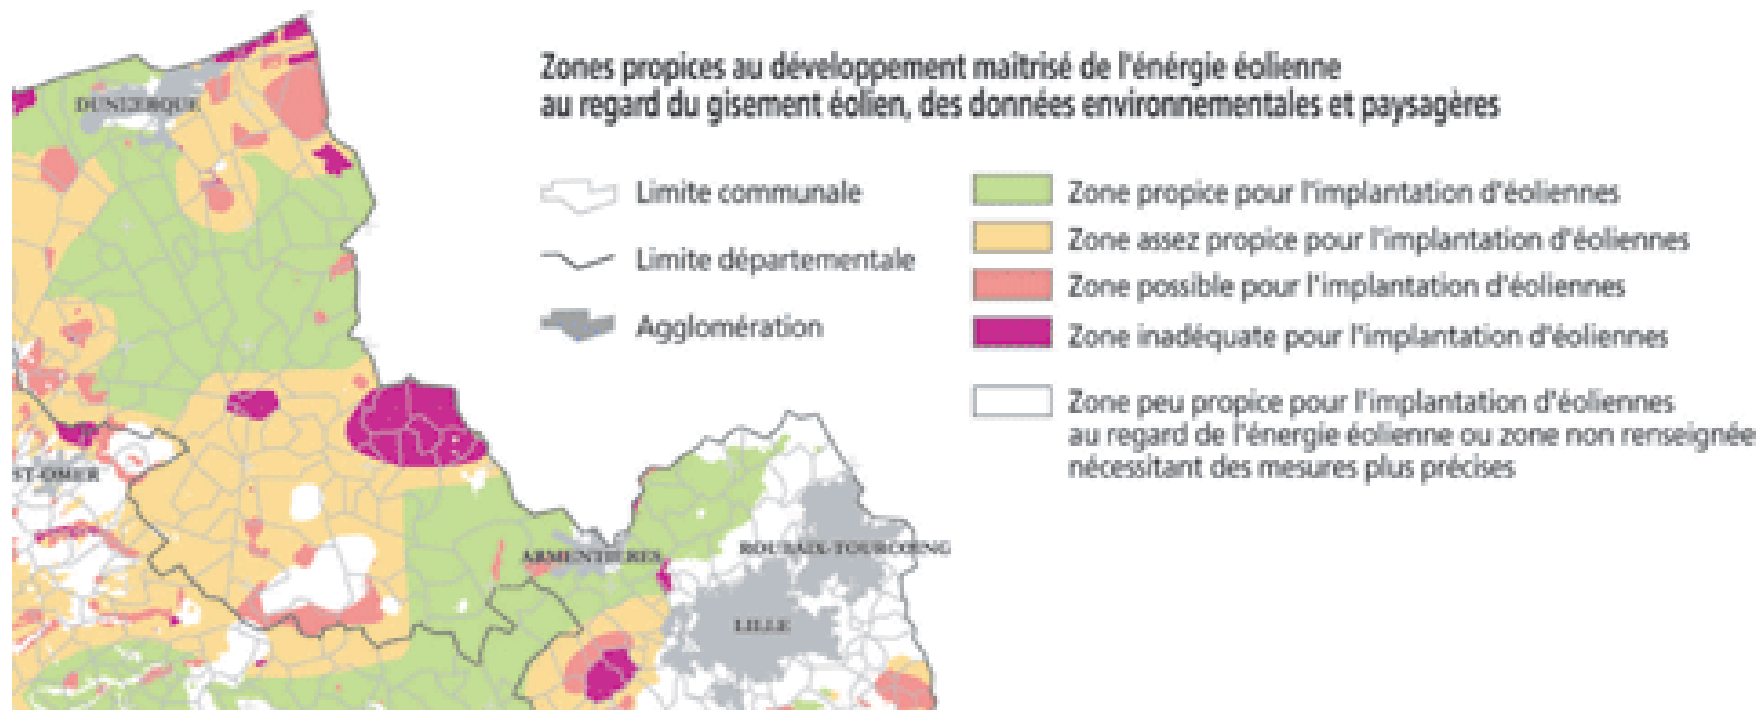 Zones propices au développement maîtrisé de l'énérgie éolienne
au regard du gisement éolien, des données environnementales et paysagères
Limite communale
Limite départementale
Agglomération
Zone propice pour l'implantation d'éoliennes
Zone assez propice pour l'implantation d'éoliennes
Zone possible pour l'implantation d'éoliennes
Zone inadéquate pour l'implantation d'éoliennes
Zone peu propice pour l'implantation d'éoliennes
au regard de l'énergie éolienne ou zone non renseignée
nécessitant des mesures plus précises
DUNKERQUE
ST-OMER
ARMENTIERES
ROUBAIX-TOURCOING
LILLE